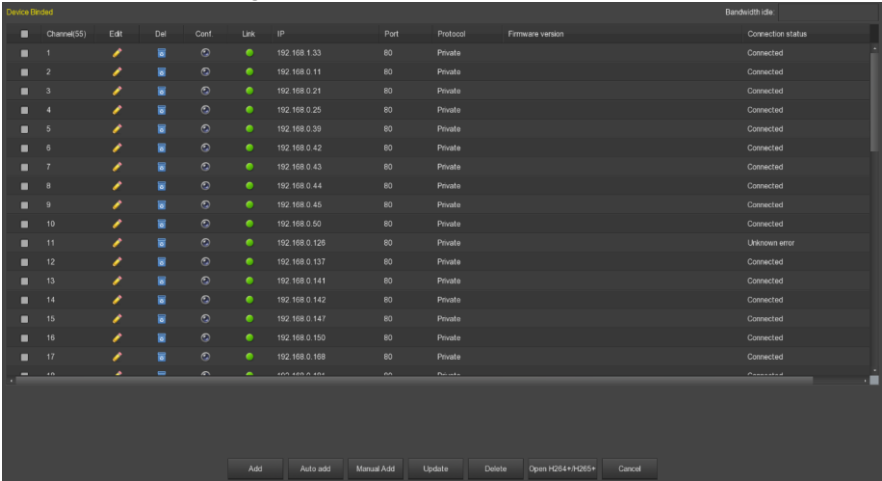 Device Binded Bandwidth idle:
Channel(55) Edit Del Conf. Link IP Port Protocol Firmware version Connection status
1 192.168.1.33 80 Private Connected
2 192.168.0.11 80 Private Connected
3 192.168.0.21 80 Private Connected
4 192.168.0.25 80 Private Connected
5 192.168.0.39 80 Private Connected
6 192.168.0.42 80 Private Connected
7 192.168.0.43 80 Private Connected
8 192.168.0.44 80 Private Connected
9 192.168.0.45 80 Private Connected
10 192.168.0.50 80 Private Connected
11 192.168.0.126 80 Private Unknown error
12 192.168.0.137 80 Private Connected
13 192.168.0.141 80 Private Connected
14 192.168.0.142 80 Private Connected
15 192.168.0.147 80 Private Connected
16 192.168.0.150 80 Private Connected
17 192.168.0.168 80 Private Connected
Add Auto add Manual Add Update Delete Open H264+/H265+ Cancel